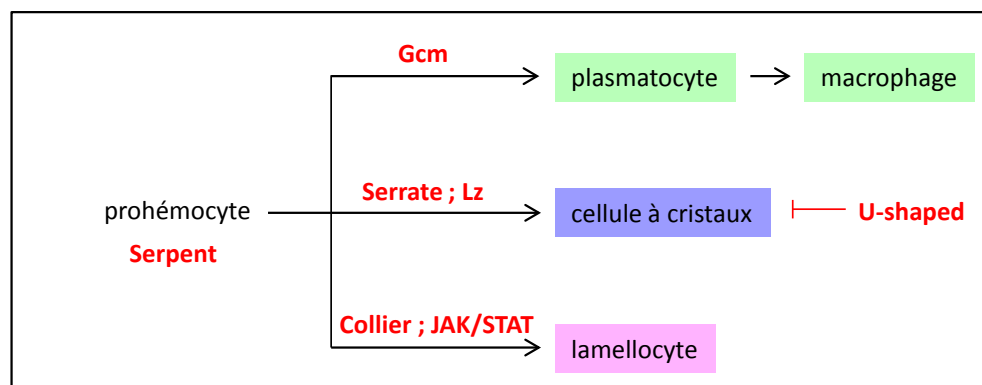 Gcm
plasmatocyte
macrophage
Serrate ; Lz
prohémocyte
cellule à cristaux
U-shaped
Serpent
Collier ; JAK/STAT
lamellocyte